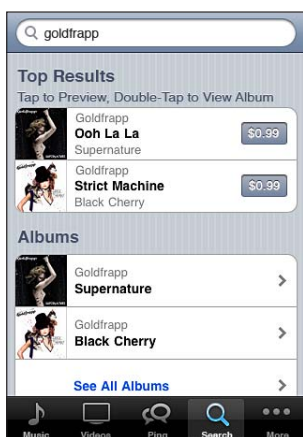 goldfrapp
Top Results
Tap to Preview, Double-Tap to View Album
Goldfrapp
Ooh La La
Supernature
$0.99
Goldfrapp
Strict Machine
Black Cherry
$0.99
Albums
Goldfrapp
Supernature
Goldfrapp
Black Cherry
See All Albums
Music
Videos
Ping
Search
More